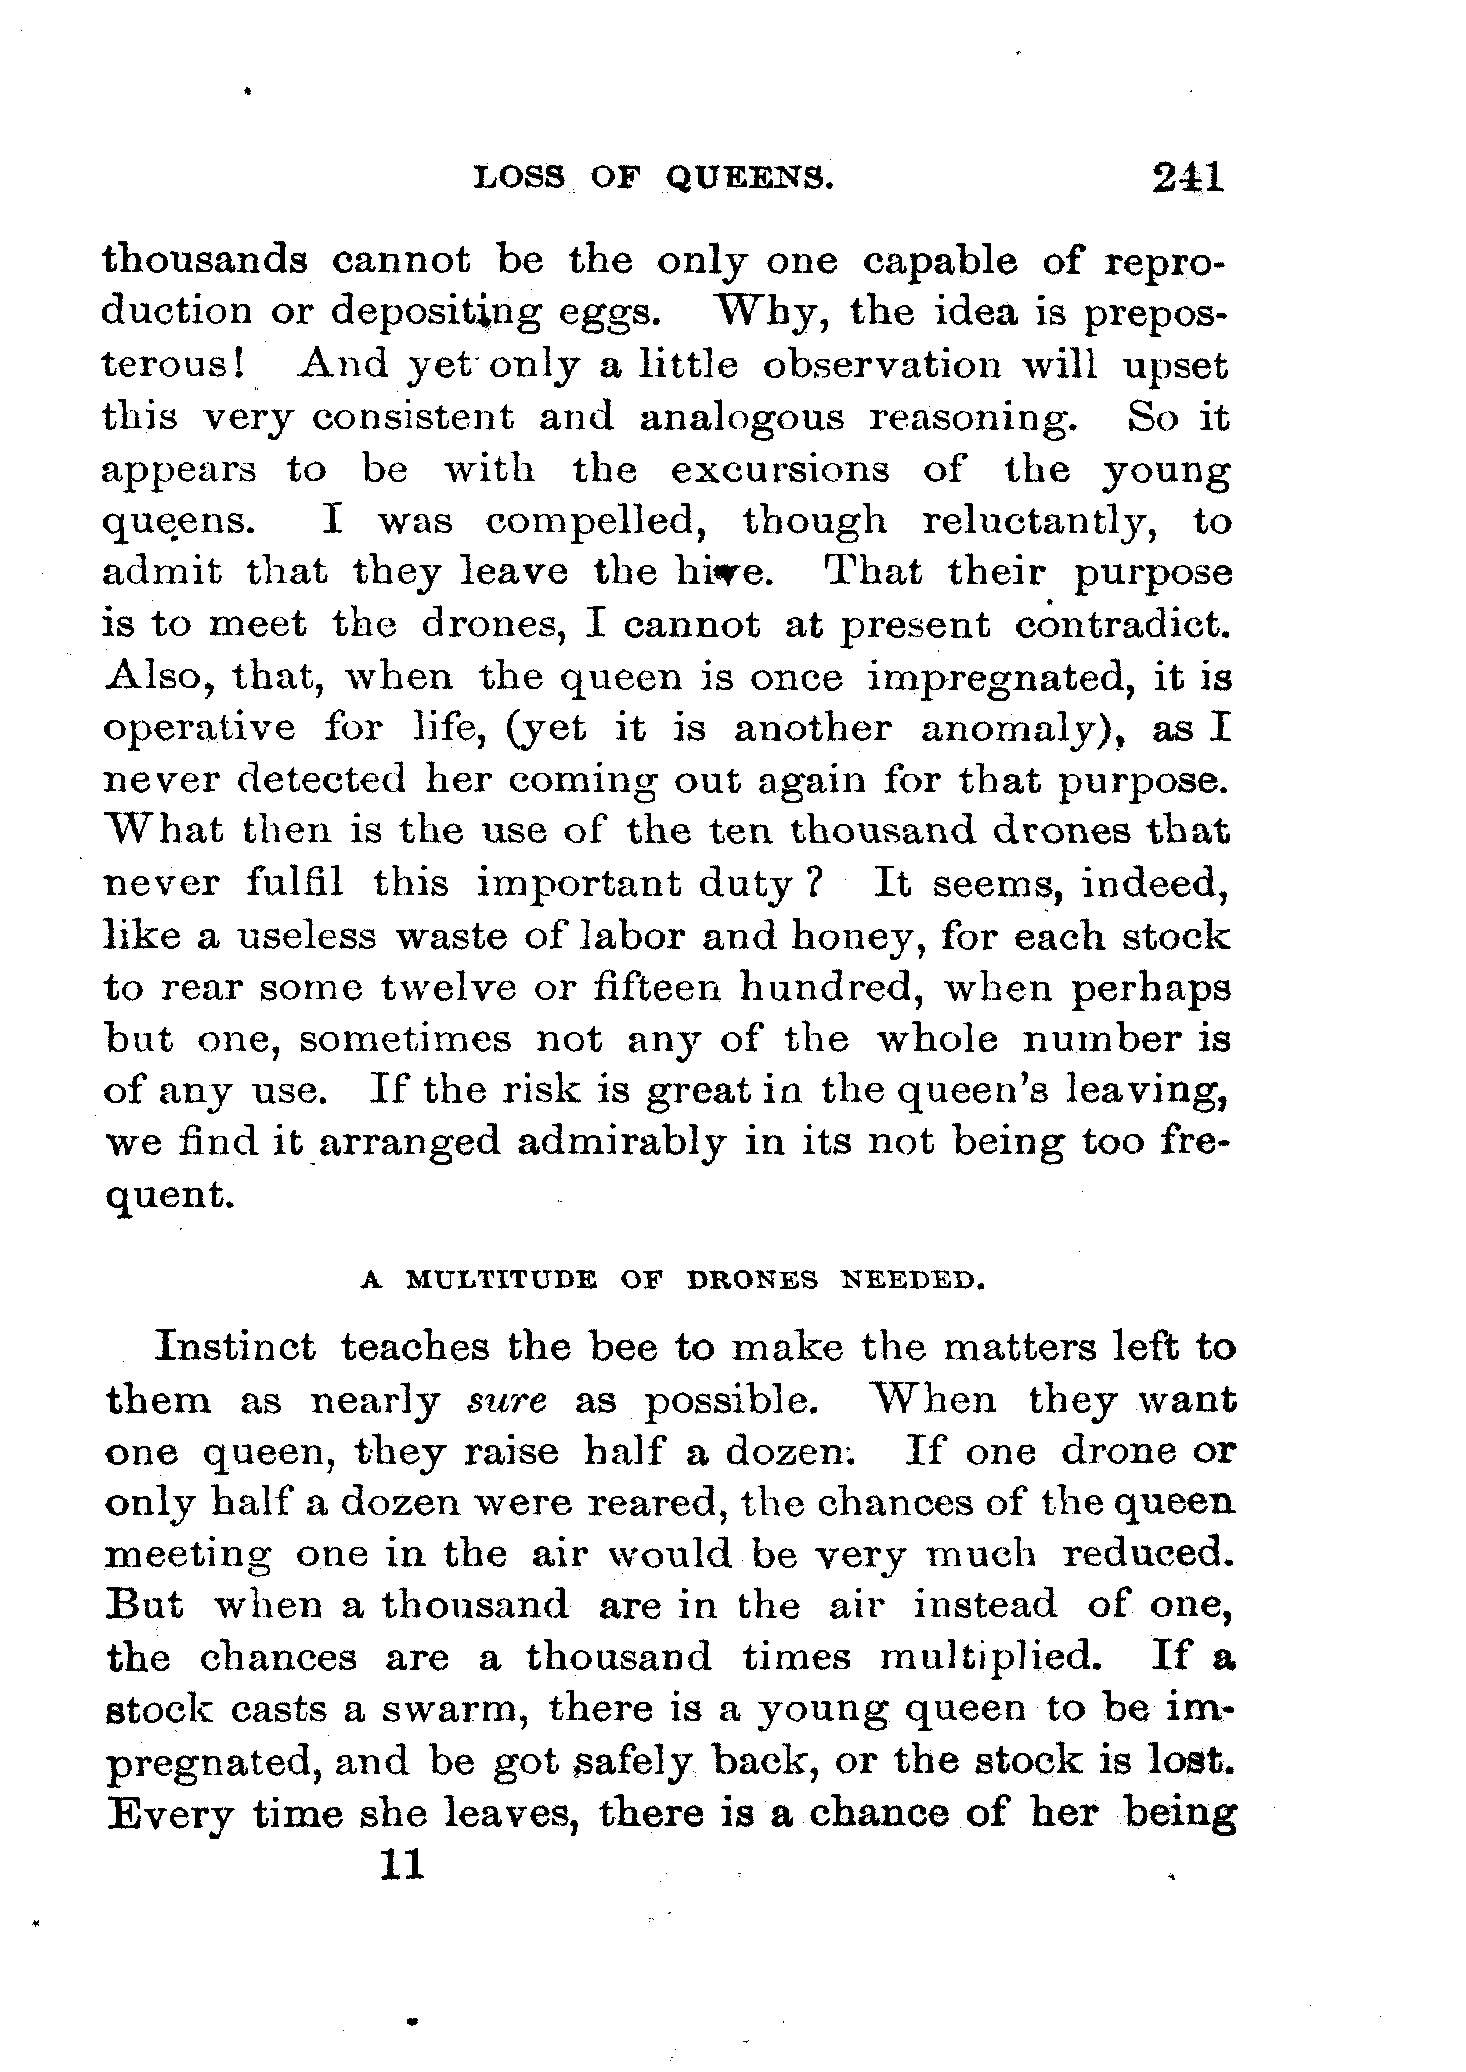 LOSS OF QUEENS. 241
thousands cannot be the only one capable of repro-
duction or depositing eggs. Why, the idea is prepos-
terous! And yet only a little observation will upset
this very consistent and analogous reasoning. So it
appears to be with the excursions of the young
queens. I was compelled, though reluctantly, to
admit that they leave the hive. That their purpose
is to meet the drones, I cannot at present contradict.
Also, that, when the queen is once impregnated, it is
operative for life, (yet it is another anomaly), as I
never detected her coming out again for that purpose.
What then is the use of the ten thousand drones that
never fulfil this important duty? It seems, indeed,
like a useless waste of labor and honey, for each stock
to rear some twelve or fifteen hundred, when perhaps
but one, sometimes not any of the whole number is
of any use. If the risk is great in the queen's leaving,
we find it arranged admirably in its not being too fre-
quent.
A MULTITUDE OF DRONES NEEDED.
Instinct teaches the bee to make the matters left to
them as nearly sure as possible. When they want
one queen, they raise half a dozen. If one drone or
only half a dozen were reared, the chances of the queen
meeting one in the air would be very much reduced.
But when a thousand are in the air instead of one,
the chances are a thousand times multiplied. If a
stock casts a swarm, there is a young queen to be im-
pregnated, and be got safely back, or the stock is lost.
Every time she leaves, there is a chance of her being
11